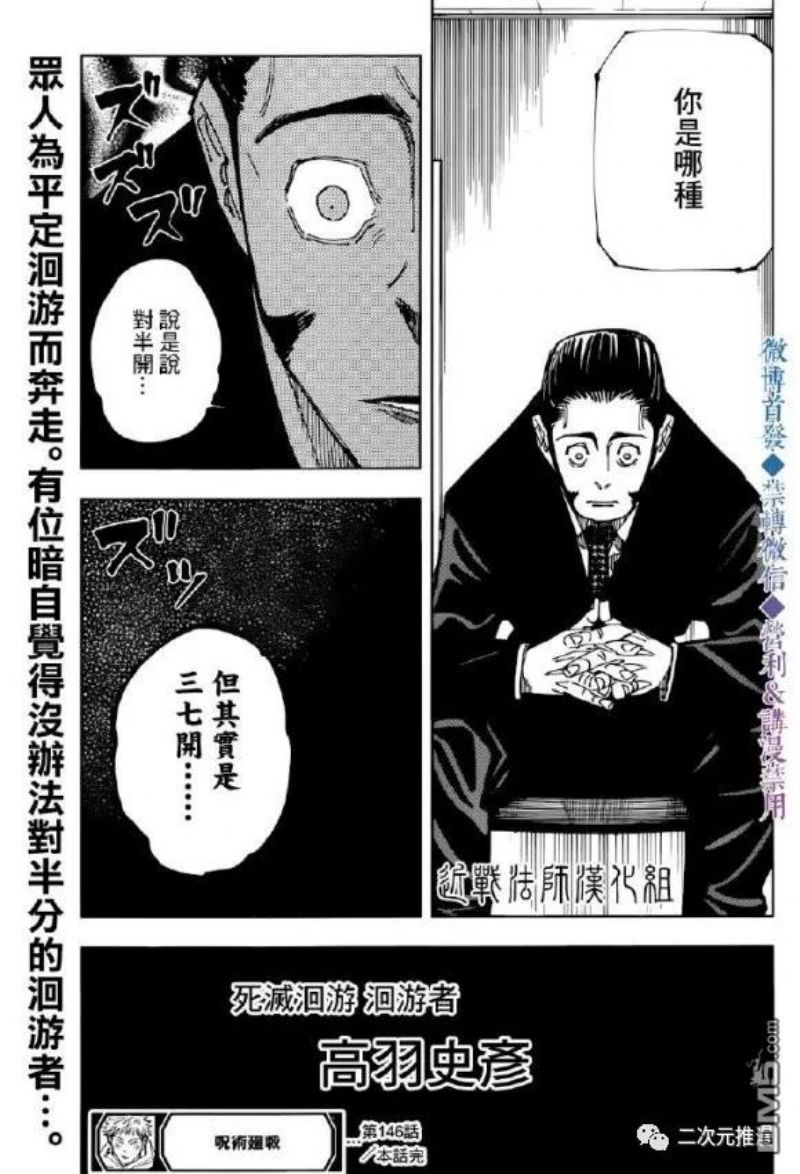 你是哪種
ズ
ズ
ズッ
說是說
對半開…
ズ
ズッ
但其實是
三七開……
近戰法師漢化組
死滅洄游 洄游者
高羽史彥
呪術廻戦
…第146話
／本話完
眾人為平定洄游而奔走。有位暗自覺得沒辦法對半分的洄游者…。
微博首發◆禁轉微信◆營利&講漫禁用
二次元推漫
DM5.com